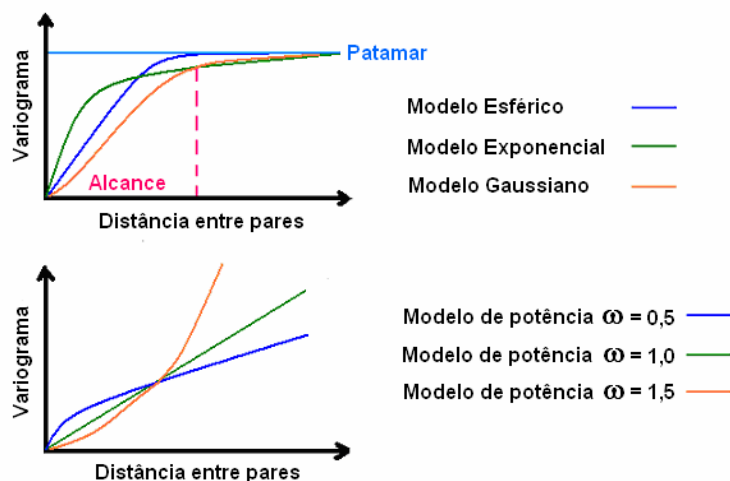 Patamar
Variograma
Modelo Esférico
Modelo Exponencial
Modelo Gaussiano
Alcance
Distância entre pares
Variograma
Modelo de potência ω = 0,5
Modelo de potência ω = 1,0
Modelo de potência ω = 1,5
Distância entre pares